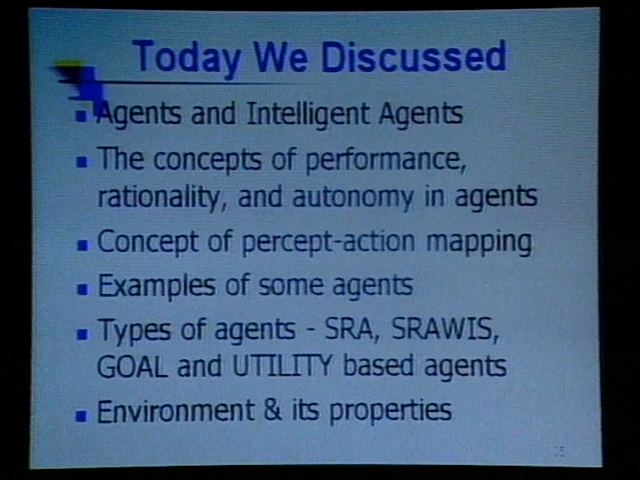 Today We Discussed
Agents and Intelligent Agents
The concepts of performance,
rationality, and autonomy in agents
Concept of percept-action mapping
Examples of some agents
Types of agents - SRA, SRAWIS,
GOAL and UTILITY based agents
Environment & its properties